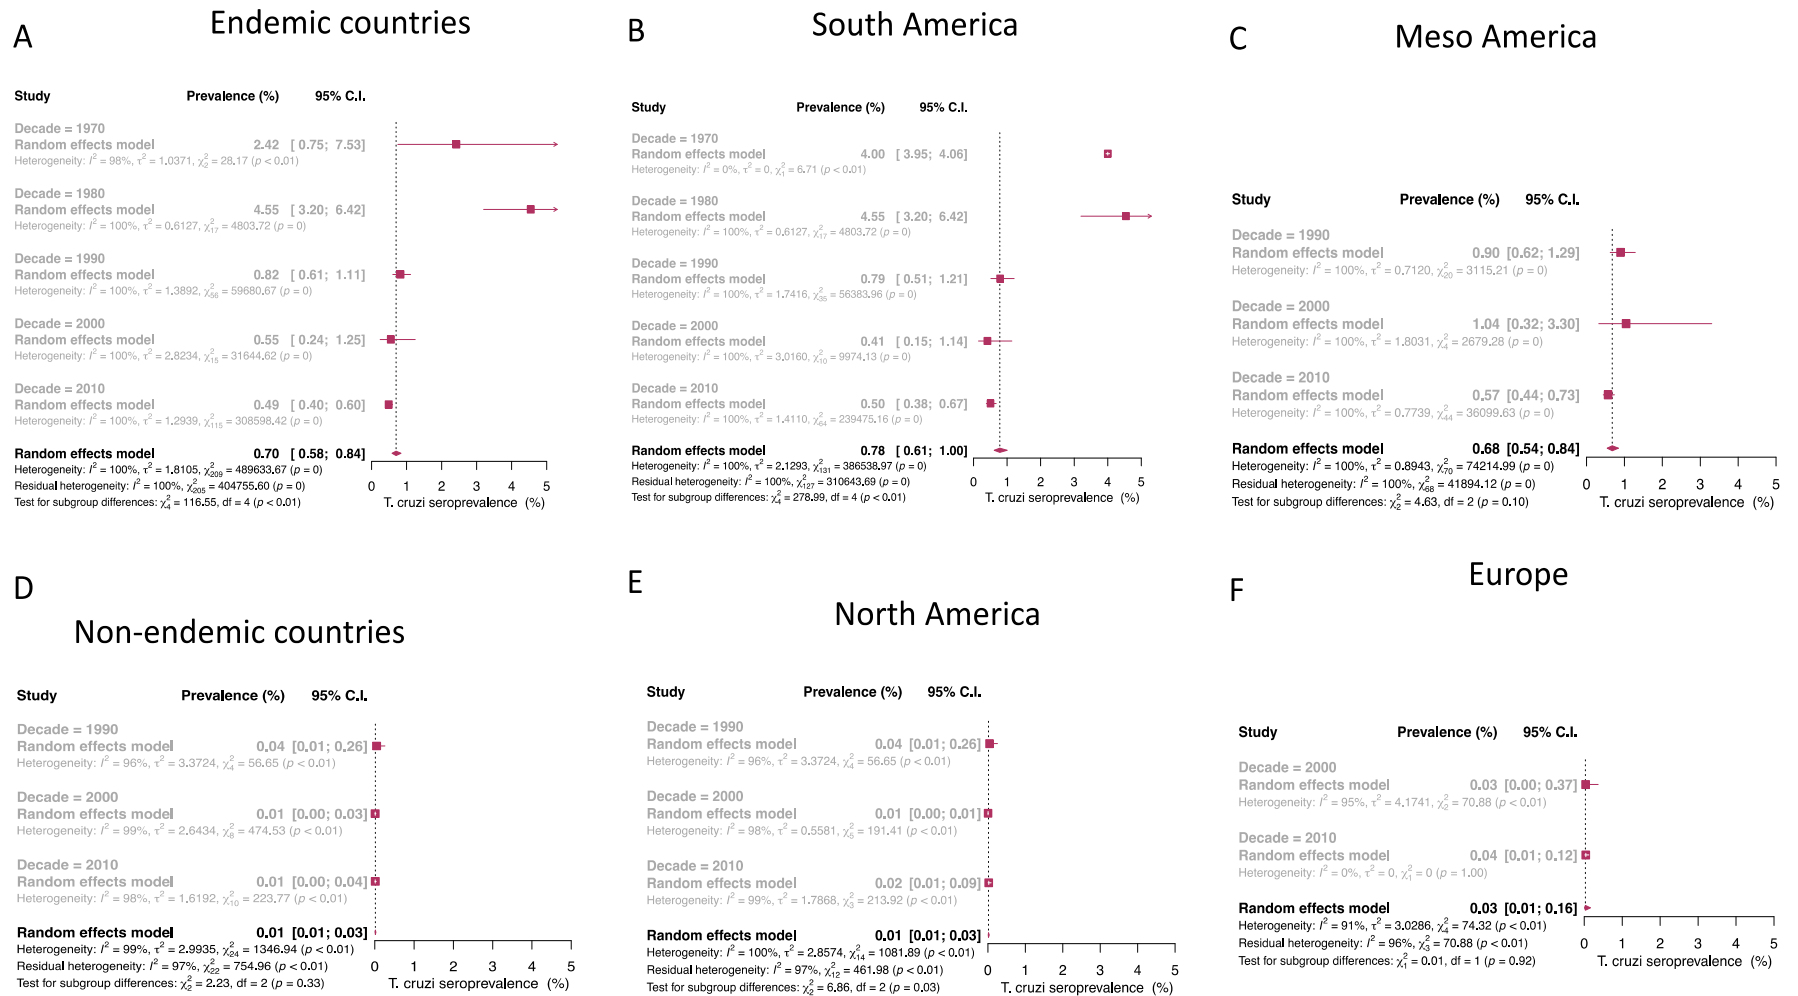 A
Endemic countries
Study Prevalence (%) 95% C.I.
Decade = 1970
Random effects model 2.42 [ 0.75; 7.53]
Heterogeneity: I² = 98%, τ² = 1.0371, χ²₂ = 28.17 (p < 0.01)
Decade = 1980
Random effects model 4.55 [ 3.20; 6.42]
Heterogeneity: I² = 100%, τ² = 0.6127, χ²₁₇ = 4803.72 (p = 0)
Decade = 1990
Random effects model 0.82 [ 0.61; 1.11]
Heterogeneity: I² = 100%, τ² = 1.3892, χ²₅₆ = 59680.67 (p = 0)
Decade = 2000
Random effects model 0.55 [ 0.24; 1.25]
Heterogeneity: I² = 100%, τ² = 2.8234, χ²₁₅ = 31644.62 (p = 0)
Decade = 2010
Random effects model 0.49 [ 0.40; 0.60]
Heterogeneity: I² = 100%, τ² = 1.2939, χ²₁₁₅ = 308598.42 (p = 0)
Random effects model 0.70 [ 0.58; 0.84]
Heterogeneity: I² = 100%, τ² = 1.8105, χ²₂₀₉ = 489633.67 (p = 0)
Residual heterogeneity: I² = 100%, χ²₂₀₅ = 404755.60 (p = 0)
Test for subgroup differences: χ²₄ = 116.55, df = 4 (p < 0.01)
0 1 2 3 4 5
T. cruzi seroprevalence (%)
B
South America
Study Prevalence (%) 95% C.I.
Decade = 1970
Random effects model 4.00 [ 3.95; 4.06]
Heterogeneity: I² = 0%, τ² = 0, χ²₁ = 6.71 (p < 0.01)
Decade = 1980
Random effects model 4.55 [ 3.20; 6.42]
Heterogeneity: I² = 100%, τ² = 0.6127, χ²₁₇ = 4803.72 (p = 0)
Decade = 1990
Random effects model 0.79 [ 0.51; 1.21]
Heterogeneity: I² = 100%, τ² = 1.7416, χ²₃₅ = 56383.96 (p = 0)
Decade = 2000
Random effects model 0.41 [ 0.15; 1.14]
Heterogeneity: I² = 100%, τ² = 3.0160, χ²₁₀ = 9974.13 (p = 0)
Decade = 2010
Random effects model 0.50 [ 0.38; 0.67]
Heterogeneity: I² = 100%, τ² = 1.4110, χ²₆₄ = 239475.16 (p = 0)
Random effects model 0.78 [ 0.61; 1.00]
Heterogeneity: I² = 100%, τ² = 2.1293, χ²₁₃₁ = 386538.97 (p = 0)
Residual heterogeneity: I² = 100%, χ²₁₂₇ = 310643.69 (p = 0)
Test for subgroup differences: χ²₄ = 278.99, df = 4 (p < 0.01)
0 1 2 3 4 5
T. cruzi seroprevalence (%)
C
Meso America
Study Prevalence (%) 95% C.I.
Decade = 1990
Random effects model 0.90 [0.62; 1.29]
Heterogeneity: I² = 100%, τ² = 0.7120, χ²₂₀ = 3115.21 (p = 0)
Decade = 2000
Random effects model 1.04 [0.32; 3.30]
Heterogeneity: I² = 100%, τ² = 1.8031, χ²₄ = 2679.28 (p = 0)
Decade = 2010
Random effects model 0.57 [0.44; 0.73]
Heterogeneity: I² = 100%, τ² = 0.7739, χ²₄₄ = 36099.63 (p = 0)
Random effects model 0.68 [0.54; 0.84]
Heterogeneity: I² = 100%, τ² = 0.8943, χ²₇₀ = 74214.99 (p = 0)
Residual heterogeneity: I² = 100%, χ²₆₈ = 41894.12 (p = 0)
Test for subgroup differences: χ²₂ = 4.63, df = 2 (p = 0.10)
0 1 2 3 4 5
T. cruzi seroprevalence (%)
D
Non-endemic countries
Study Prevalence (%) 95% C.I.
Decade = 1990
Random effects model 0.04 [0.01; 0.26]
Heterogeneity: I² = 96%, τ² = 3.3724, χ²₄ = 56.65 (p < 0.01)
Decade = 2000
Random effects model 0.01 [0.00; 0.03]
Heterogeneity: I² = 99%, τ² = 2.6434, χ²₈ = 474.53 (p < 0.01)
Decade = 2010
Random effects model 0.01 [0.00; 0.04]
Heterogeneity: I² = 98%, τ² = 1.6192, χ²₁₀ = 223.77 (p < 0.01)
Random effects model 0.01 [0.01; 0.03]
Heterogeneity: I² = 99%, τ² = 2.9935, χ²₂₄ = 1346.94 (p < 0.01)
Residual heterogeneity: I² = 97%, χ²₂₂ = 754.96 (p < 0.01)
Test for subgroup differences: χ²₂ = 2.23, df = 2 (p = 0.33)
0 1 2 3 4 5
T. cruzi seroprevalence (%)
E
North America
Study Prevalence (%) 95% C.I.
Decade = 1990
Random effects model 0.04 [0.01; 0.26]
Heterogeneity: I² = 96%, τ² = 3.3724, χ²₄ = 56.65 (p < 0.01)
Decade = 2000
Random effects model 0.01 [0.00; 0.01]
Heterogeneity: I² = 98%, τ² = 0.5581, χ²₅ = 191.41 (p < 0.01)
Decade = 2010
Random effects model 0.02 [0.01; 0.09]
Heterogeneity: I² = 99%, τ² = 1.7868, χ²₃ = 213.92 (p < 0.01)
Random effects model 0.01 [0.01; 0.03]
Heterogeneity: I² = 100%, τ² = 2.8574, χ²₁₄ = 1081.89 (p < 0.01)
Residual heterogeneity: I² = 97%, χ²₁₂ = 461.98 (p < 0.01)
Test for subgroup differences: χ²₂ = 6.86, df = 2 (p = 0.03)
0 1 2 3 4 5
T. cruzi seroprevalence (%)
F
Europe
Study Prevalence (%) 95% C.I.
Decade = 2000
Random effects model 0.03 [0.00; 0.37]
Heterogeneity: I² = 95%, τ² = 4.1741, χ²₂ = 70.88 (p < 0.01)
Decade = 2010
Random effects model 0.04 [0.01; 0.12]
Heterogeneity: I² = 0%, τ² = 0, χ²₁ = 0 (p = 1.00)
Random effects model 0.03 [0.01; 0.16]
Heterogeneity: I² = 91%, τ² = 3.0286, χ²₄ = 74.32 (p < 0.01)
Residual heterogeneity: I² = 96%, χ²₃ = 70.88 (p < 0.01)
Test for subgroup differences: χ²₁ = 0.01, df = 1 (p = 0.92)
0 1 2 3 4 5
T. cruzi seroprevalence (%)